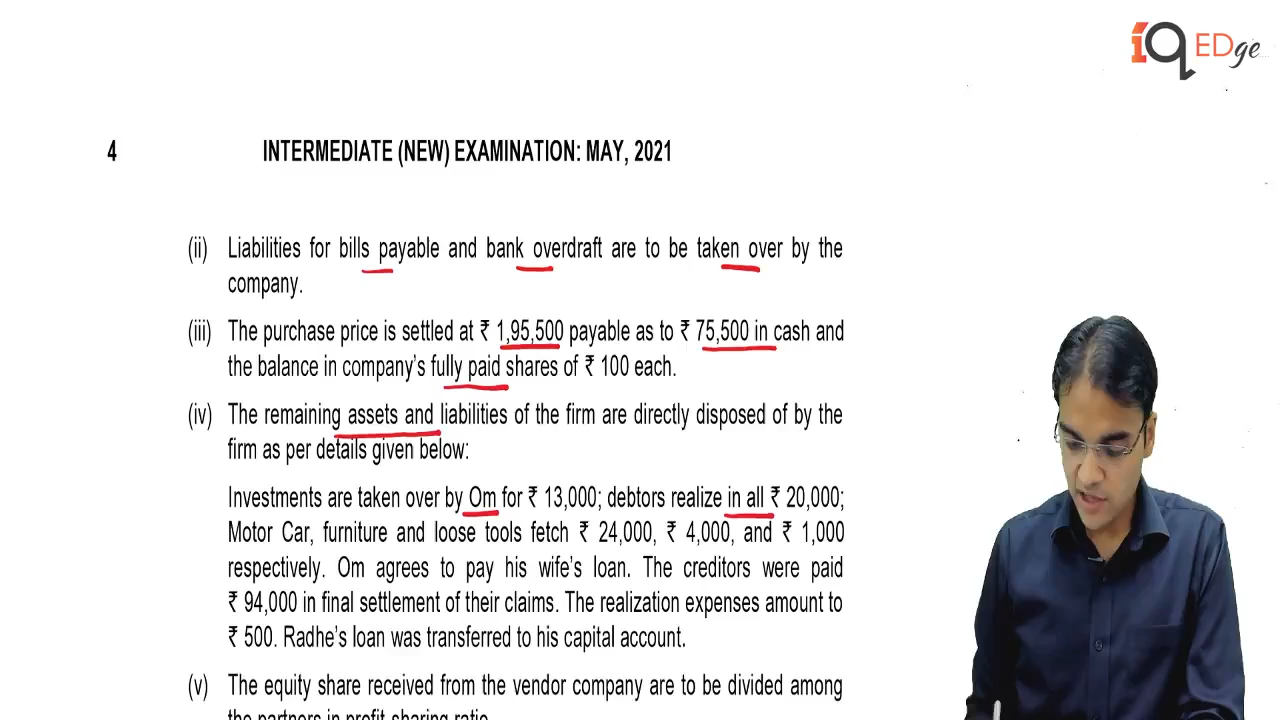 iQ EDge
4 INTERMEDIATE (NEW) EXAMINATION: MAY, 2021
(ii) Liabilities for bills payable and bank overdraft are to be taken over by the
company.
(iii) The purchase price is settled at ₹ 1,95,500 payable as to ₹ 75,500 in cash and
the balance in company's fully paid shares of ₹ 100 each.
(iv) The remaining assets and liabilities of the firm are directly disposed of by the
firm as per details given below:
Investments are taken over by Om for ₹ 13,000; debtors realize in all ₹ 20,000;
Motor Car, furniture and loose tools fetch ₹ 24,000, ₹ 4,000, and ₹ 1,000
respectively. Om agrees to pay his wife's loan. The creditors were paid
₹ 94,000 in final settlement of their claims. The realization expenses amount to
₹ 500. Radhe's loan was transferred to his capital account.
(v) The equity share received from the vendor company are to be divided among
the partners in profit-sharing ratio.